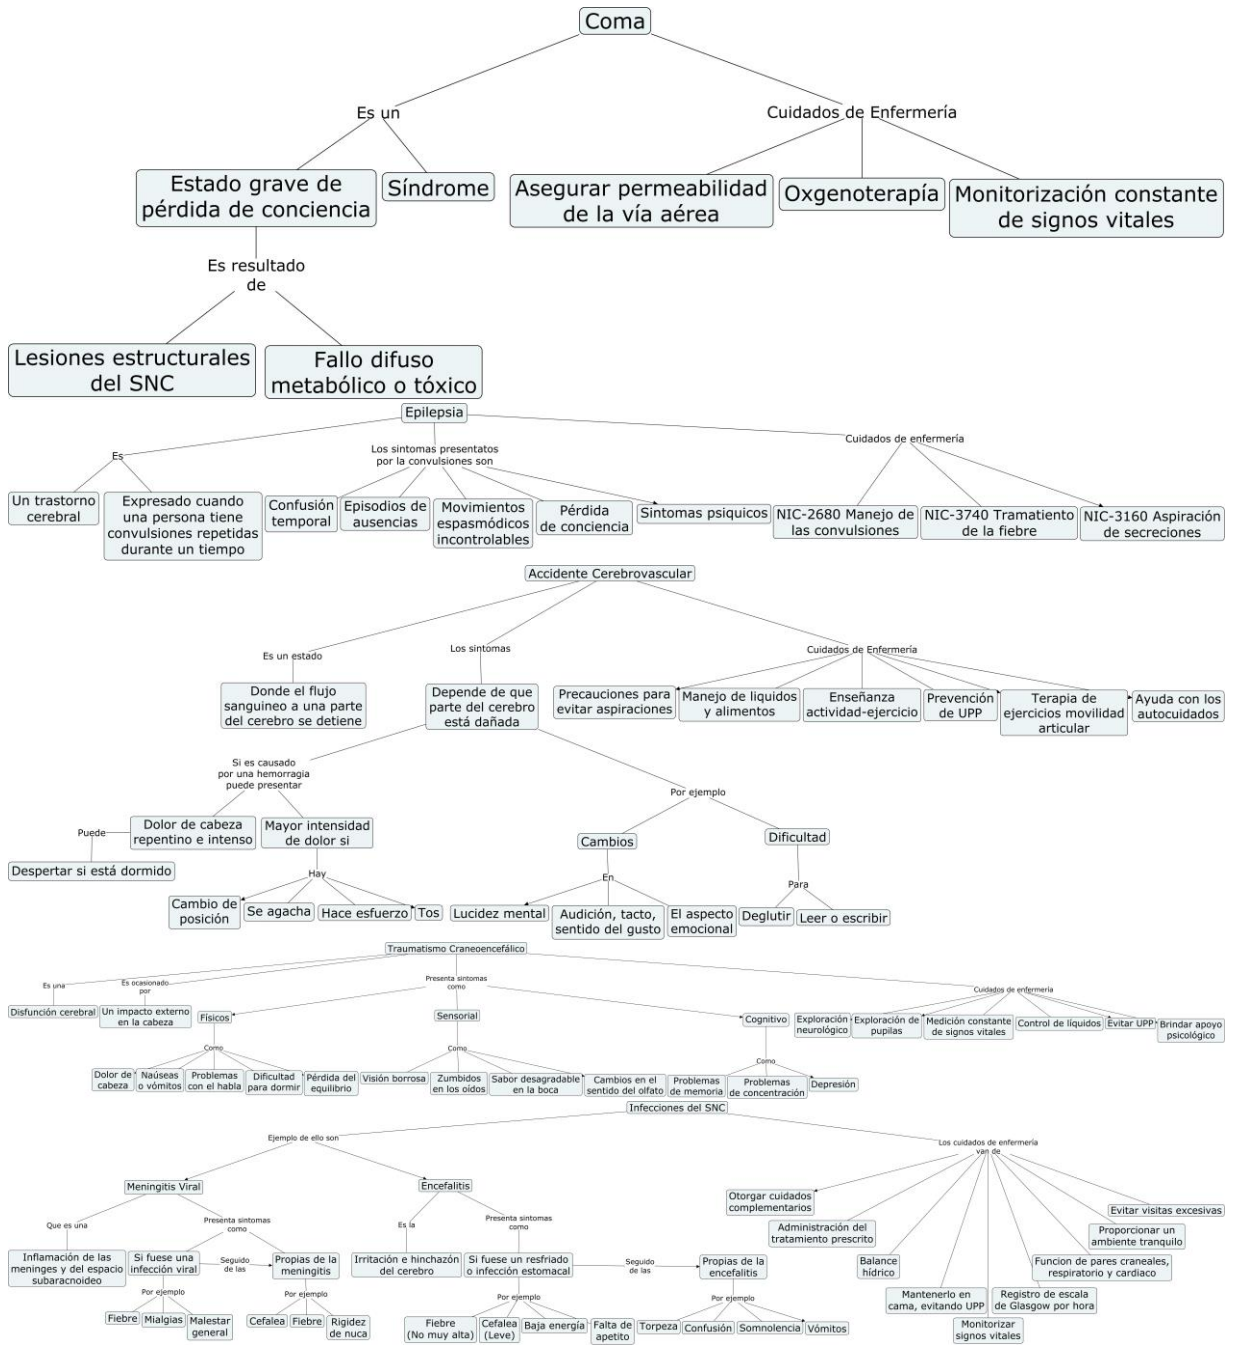 Coma
Es un
Cuidados de Enfermería
Estado grave de
pérdida de conciencia
Síndrome
Asegurar permeabilidad
de la vía aérea
Oxgenoterapía
Monitorización constante
de signos vitales
Es resultado
de
Lesiones estructurales
del SNC
Fallo difuso
metabólico o tóxico
Epilepsia
Es
Los sintomas presentatos
por la convulsiones son
Cuidados de enfermería
Un trastorno
cerebral
Expresado cuando
una persona tiene
convulsiones repetidas
durante un tiempo
Confusión
temporal
Episodios de
ausencias
Movimientos
espasmódicos
incontrolables
Pérdida
de conciencia
Sintomas psiquicos
NIC-2680 Manejo de
las convulsiones
NIC-3740 Tramatiento
de la fiebre
NIC-3160 Aspiración
de secreciones
Accidente Cerebrovascular
Es un estado
Los sintomas
Cuidados de Enfermería
Donde el flujo
sanguineo a una parte
del cerebro se detiene
Depende de que
parte del cerebro
está dañada
Precauciones para
evitar aspiraciones
Manejo de liquidos
y alimentos
Enseñanza
actividad-ejercicio
Prevención
de UPP
Terapia de
ejercicios movilidad
articular
Ayuda con los
autocuidados
Si es causado
por una hemorragia
puede presentar
Por ejemplo
Puede
Dolor de cabeza
repentino e intenso
Mayor intensidad
de dolor si
Cambios
Dificultad
Despertar si está dormido
Hay
En
Para
Cambio de
posición
Se agacha
Hace esfuerzo
Tos
Lucidez mental
Audición, tacto,
sentido del gusto
El aspecto
emocional
Deglutir
Leer o escribir
Traumatismo Craneoencefálico
Es una
Es ocasionado
por
Presenta sintomas
como
Cuidados de enfermería
Disfunción cerebral
Un impacto externo
en la cabeza
Físicos
Sensorial
Cognitivo
Exploración
neurológico
Exploración de
pupilas
Medición constante
de signos vitales
Control de líquidos
Evitar UPP
Brindar apoyo
psicológico
Como
Como
Como
Dolor de
cabeza
Naúseas
o vómitos
Problemas
con el habla
Dificultad
para dormir
Pérdida del
equilibrio
Visión borrosa
Zumbidos
en los oídos
Sabor desagradable
en la boca
Cambios en el
sentido del olfato
Problemas
de memoria
Problemas
de concentración
Depresión
Infecciones del SNC
Ejemplo de ello son
Los cuidados de enfermería
van de
Meningitis Viral
Encefalitis
Otorgar cuidados
complementarios
Evitar visitas excesivas
Que es una
Presenta sintomas
como
Es la
Presenta sintomas
como
Administración del
tratamiento prescrito
Proporcionar un
ambiente tranquilo
Inflamación de las
meninges y del espacio
subaracnoideo
Si fuese una
infección viral
Seguido
de las
Propias de la
meningitis
Irritación e hinchazón
del cerebro
Si fuese un resfriado
o infección estomacal
Seguido
de las
Propias de la
encefalitis
Balance
hídrico
Funcion de pares craneales,
respiratorio y cardiaco
Por ejemplo
Por ejemplo
Por ejemplo
Por ejemplo
Mantenerlo en
cama, evitando UPP
Registro de escala
de Glasgow por hora
Fiebre
Mialgias
Malestar
general
Cefalea
Fiebre
Rigidez
de nuca
Fiebre
(No muy alta)
Cefalea
(Leve)
Baja energía
Falta de
apetito
Torpeza
Confusión
Somnolencia
Vómitos
Monitorizar
signos vitales